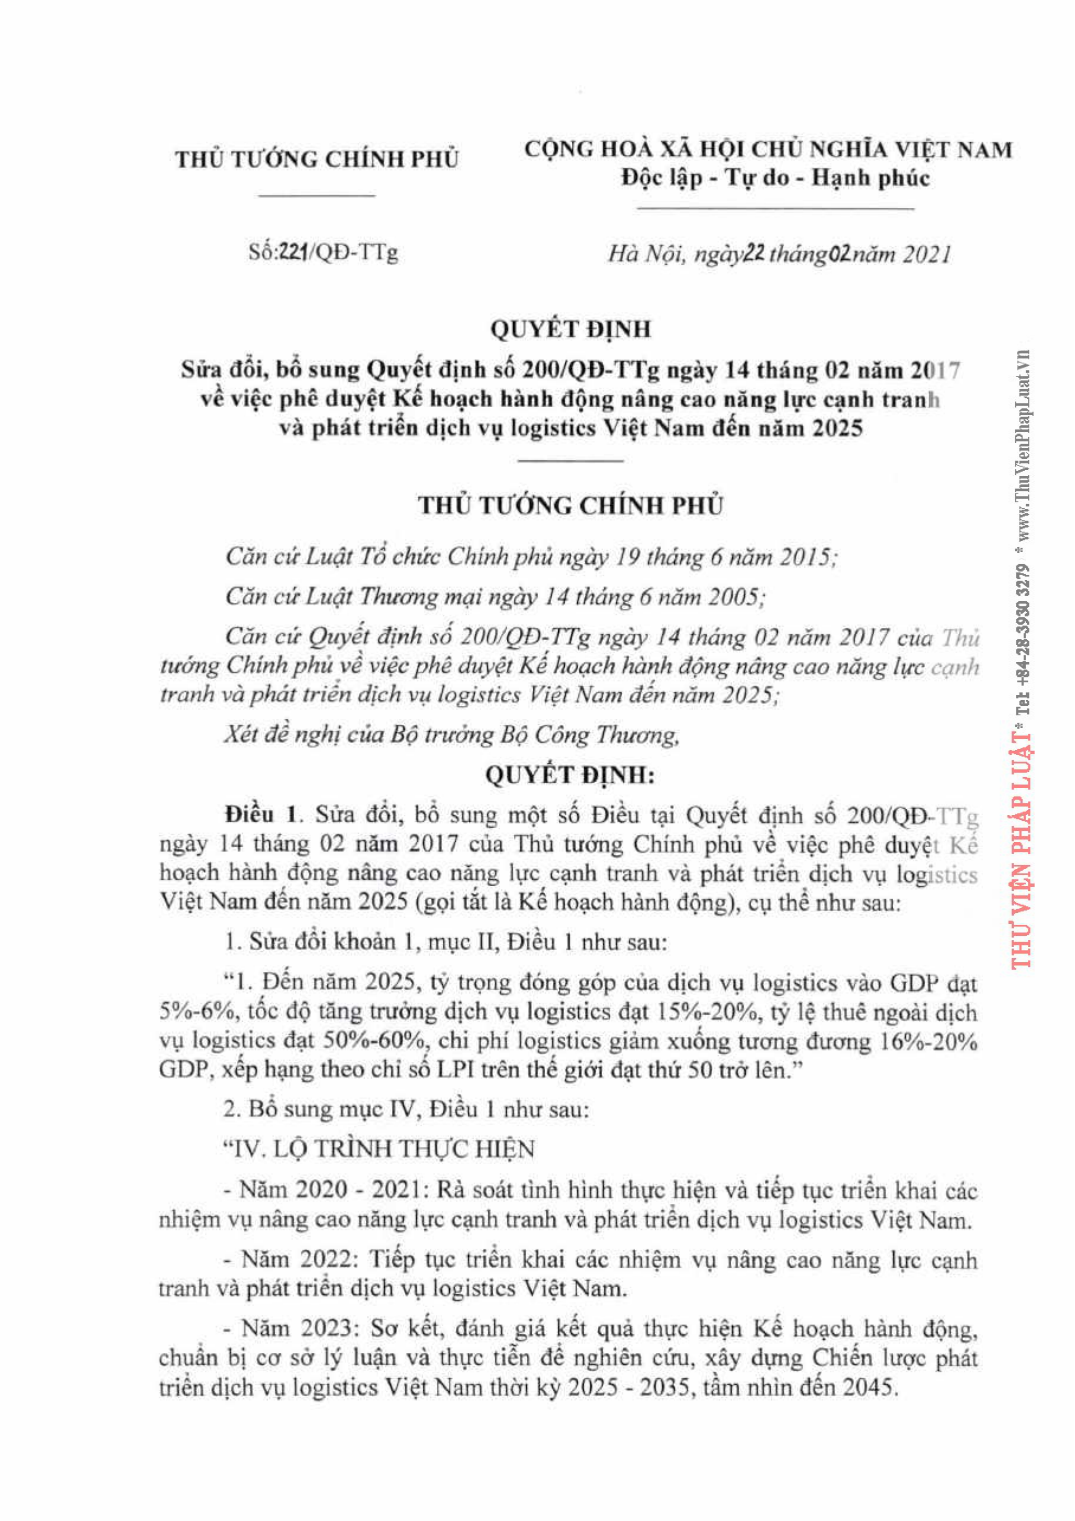 THỦ TƯỚNG CHÍNH PHỦ
CỘNG HOÀ XÃ HỘI CHỦ NGHĨA VIỆT NAM
Độc lập - Tự do - Hạnh phúc
Số:221/QĐ-TTg
Hà Nội, ngày22 tháng02năm 2021
QUYẾT ĐỊNH
Sửa đổi, bổ sung Quyết định số 200/QĐ-TTg ngày 14 tháng 02 năm 2017
về việc phê duyệt Kế hoạch hành động nâng cao năng lực cạnh tranh
và phát triển dịch vụ logistics Việt Nam đến năm 2025
THỦ TƯỚNG CHÍNH PHỦ
Căn cứ Luật Tổ chức Chính phủ ngày 19 tháng 6 năm 2015;
Căn cứ Luật Thương mại ngày 14 tháng 6 năm 2005;
Căn cứ Quyết định số 200/QĐ-TTg ngày 14 tháng 02 năm 2017 của Thủ
tướng Chính phủ về việc phê duyệt Kế hoạch hành động nâng cao năng lực cạnh
tranh và phát triển dịch vụ logistics Việt Nam đến năm 2025;
Xét đề nghị của Bộ trưởng Bộ Công Thương,
QUYẾT ĐỊNH:
Điều 1. Sửa đổi, bổ sung một số Điều tại Quyết định số 200/QĐ-TTg
ngày 14 tháng 02 năm 2017 của Thủ tướng Chính phủ về việc phê duyệt Kế
hoạch hành động nâng cao năng lực cạnh tranh và phát triển dịch vụ logistics
Việt Nam đến năm 2025 (gọi tắt là Kế hoạch hành động), cụ thể như sau:
1. Sửa đổi khoản 1, mục II, Điều 1 như sau:
“1. Đến năm 2025, tỷ trọng đóng góp của dịch vụ logistics vào GDP đạt
5%-6%, tốc độ tăng trưởng dịch vụ logistics đạt 15%-20%, tỷ lệ thuê ngoài dịch
vụ logistics đạt 50%-60%, chi phí logistics giảm xuống tương đương 16%-20%
GDP, xếp hạng theo chỉ số LPI trên thế giới đạt thứ 50 trở lên.”
2. Bổ sung mục IV, Điều 1 như sau:
“IV. LỘ TRÌNH THỰC HIỆN
- Năm 2020 - 2021: Rà soát tình hình thực hiện và tiếp tục triển khai các
nhiệm vụ nâng cao năng lực cạnh tranh và phát triển dịch vụ logistics Việt Nam.
- Năm 2022: Tiếp tục triển khai các nhiệm vụ nâng cao năng lực cạnh
tranh và phát triển dịch vụ logistics Việt Nam.
- Năm 2023: Sơ kết, đánh giá kết quả thực hiện Kế hoạch hành động,
chuẩn bị cơ sở lý luận và thực tiễn để nghiên cứu, xây dựng Chiến lược phát
triển dịch vụ logistics Việt Nam thời kỳ 2025 - 2035, tầm nhìn đến 2045.
THƯ VIỆN PHÁP LUẬT* Tel: +84-28-3930 3279 * www.ThuVienPhapLuat.vn